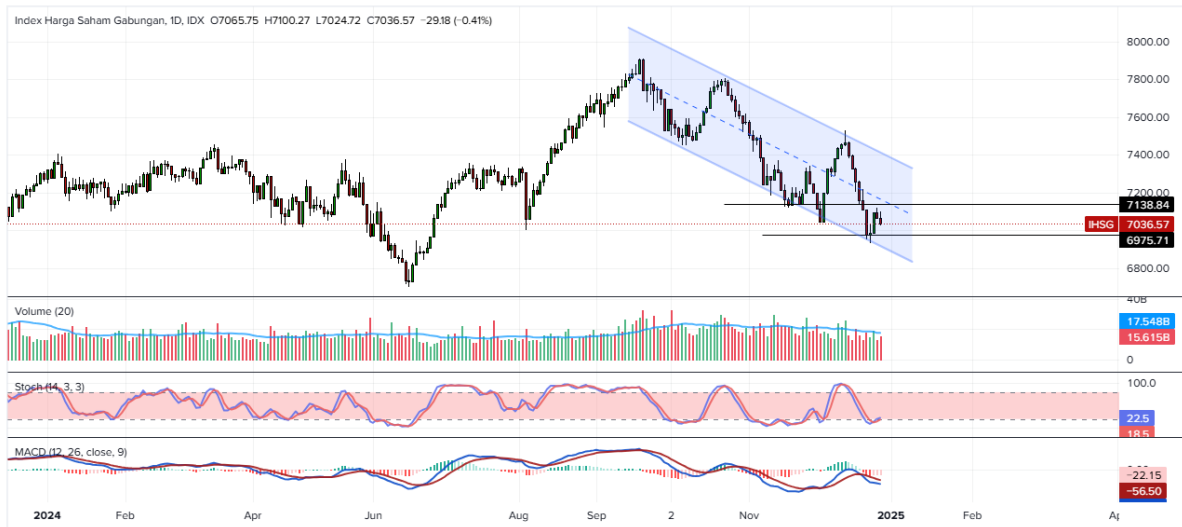 Index Harga Saham Gabungan, 1D, IDX O7065.75 H7100.27 L7024.72 C7036.57 −29.18 (−0.41%)
8000.00
7800.00
7600.00
7400.00
7200.00
7138.84
IHSG 7036.57
6975.71
6800.00
Volume (20)
40B
17.548B
15.615B
0
Stoch (14, 3, 3)
100.0
22.5
18.5
MACD (12, 26, close, 9)
−22.15
−56.50
2024 Feb Apr Jun Aug Sep 2 Nov 2025 Feb